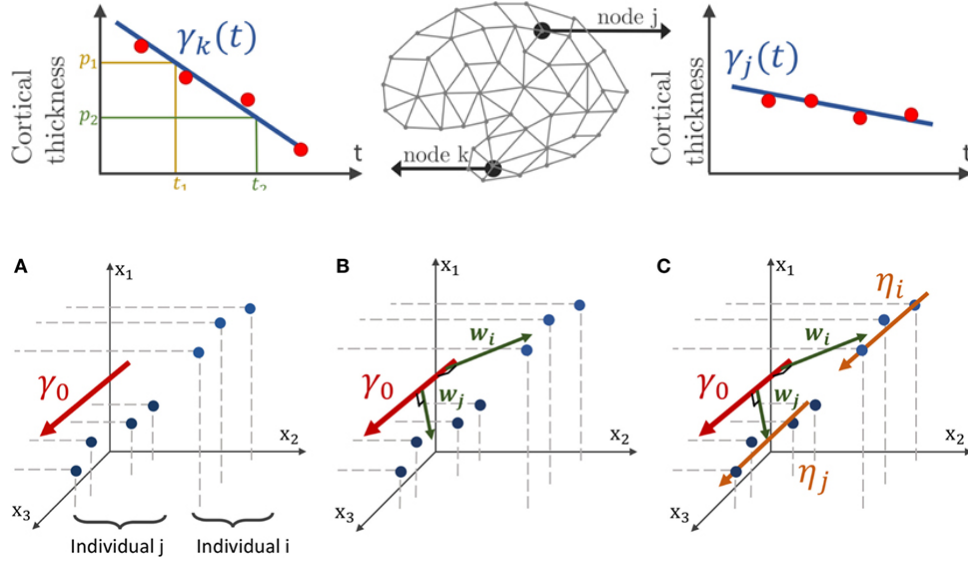 Cortical
thickness
p₁
p₂
γₖ(t)
t
t₁
t₂
node j
node k
Cortical
thickness
γⱼ(t)
t
A
x₁
γ₀
x₂
x₃
Individual j
Individual i
B
x₁
wᵢ
γ₀
wⱼ
x₂
x₃
C
x₁
ηᵢ
wᵢ
γ₀
wⱼ
x₂
ηⱼ
x₃